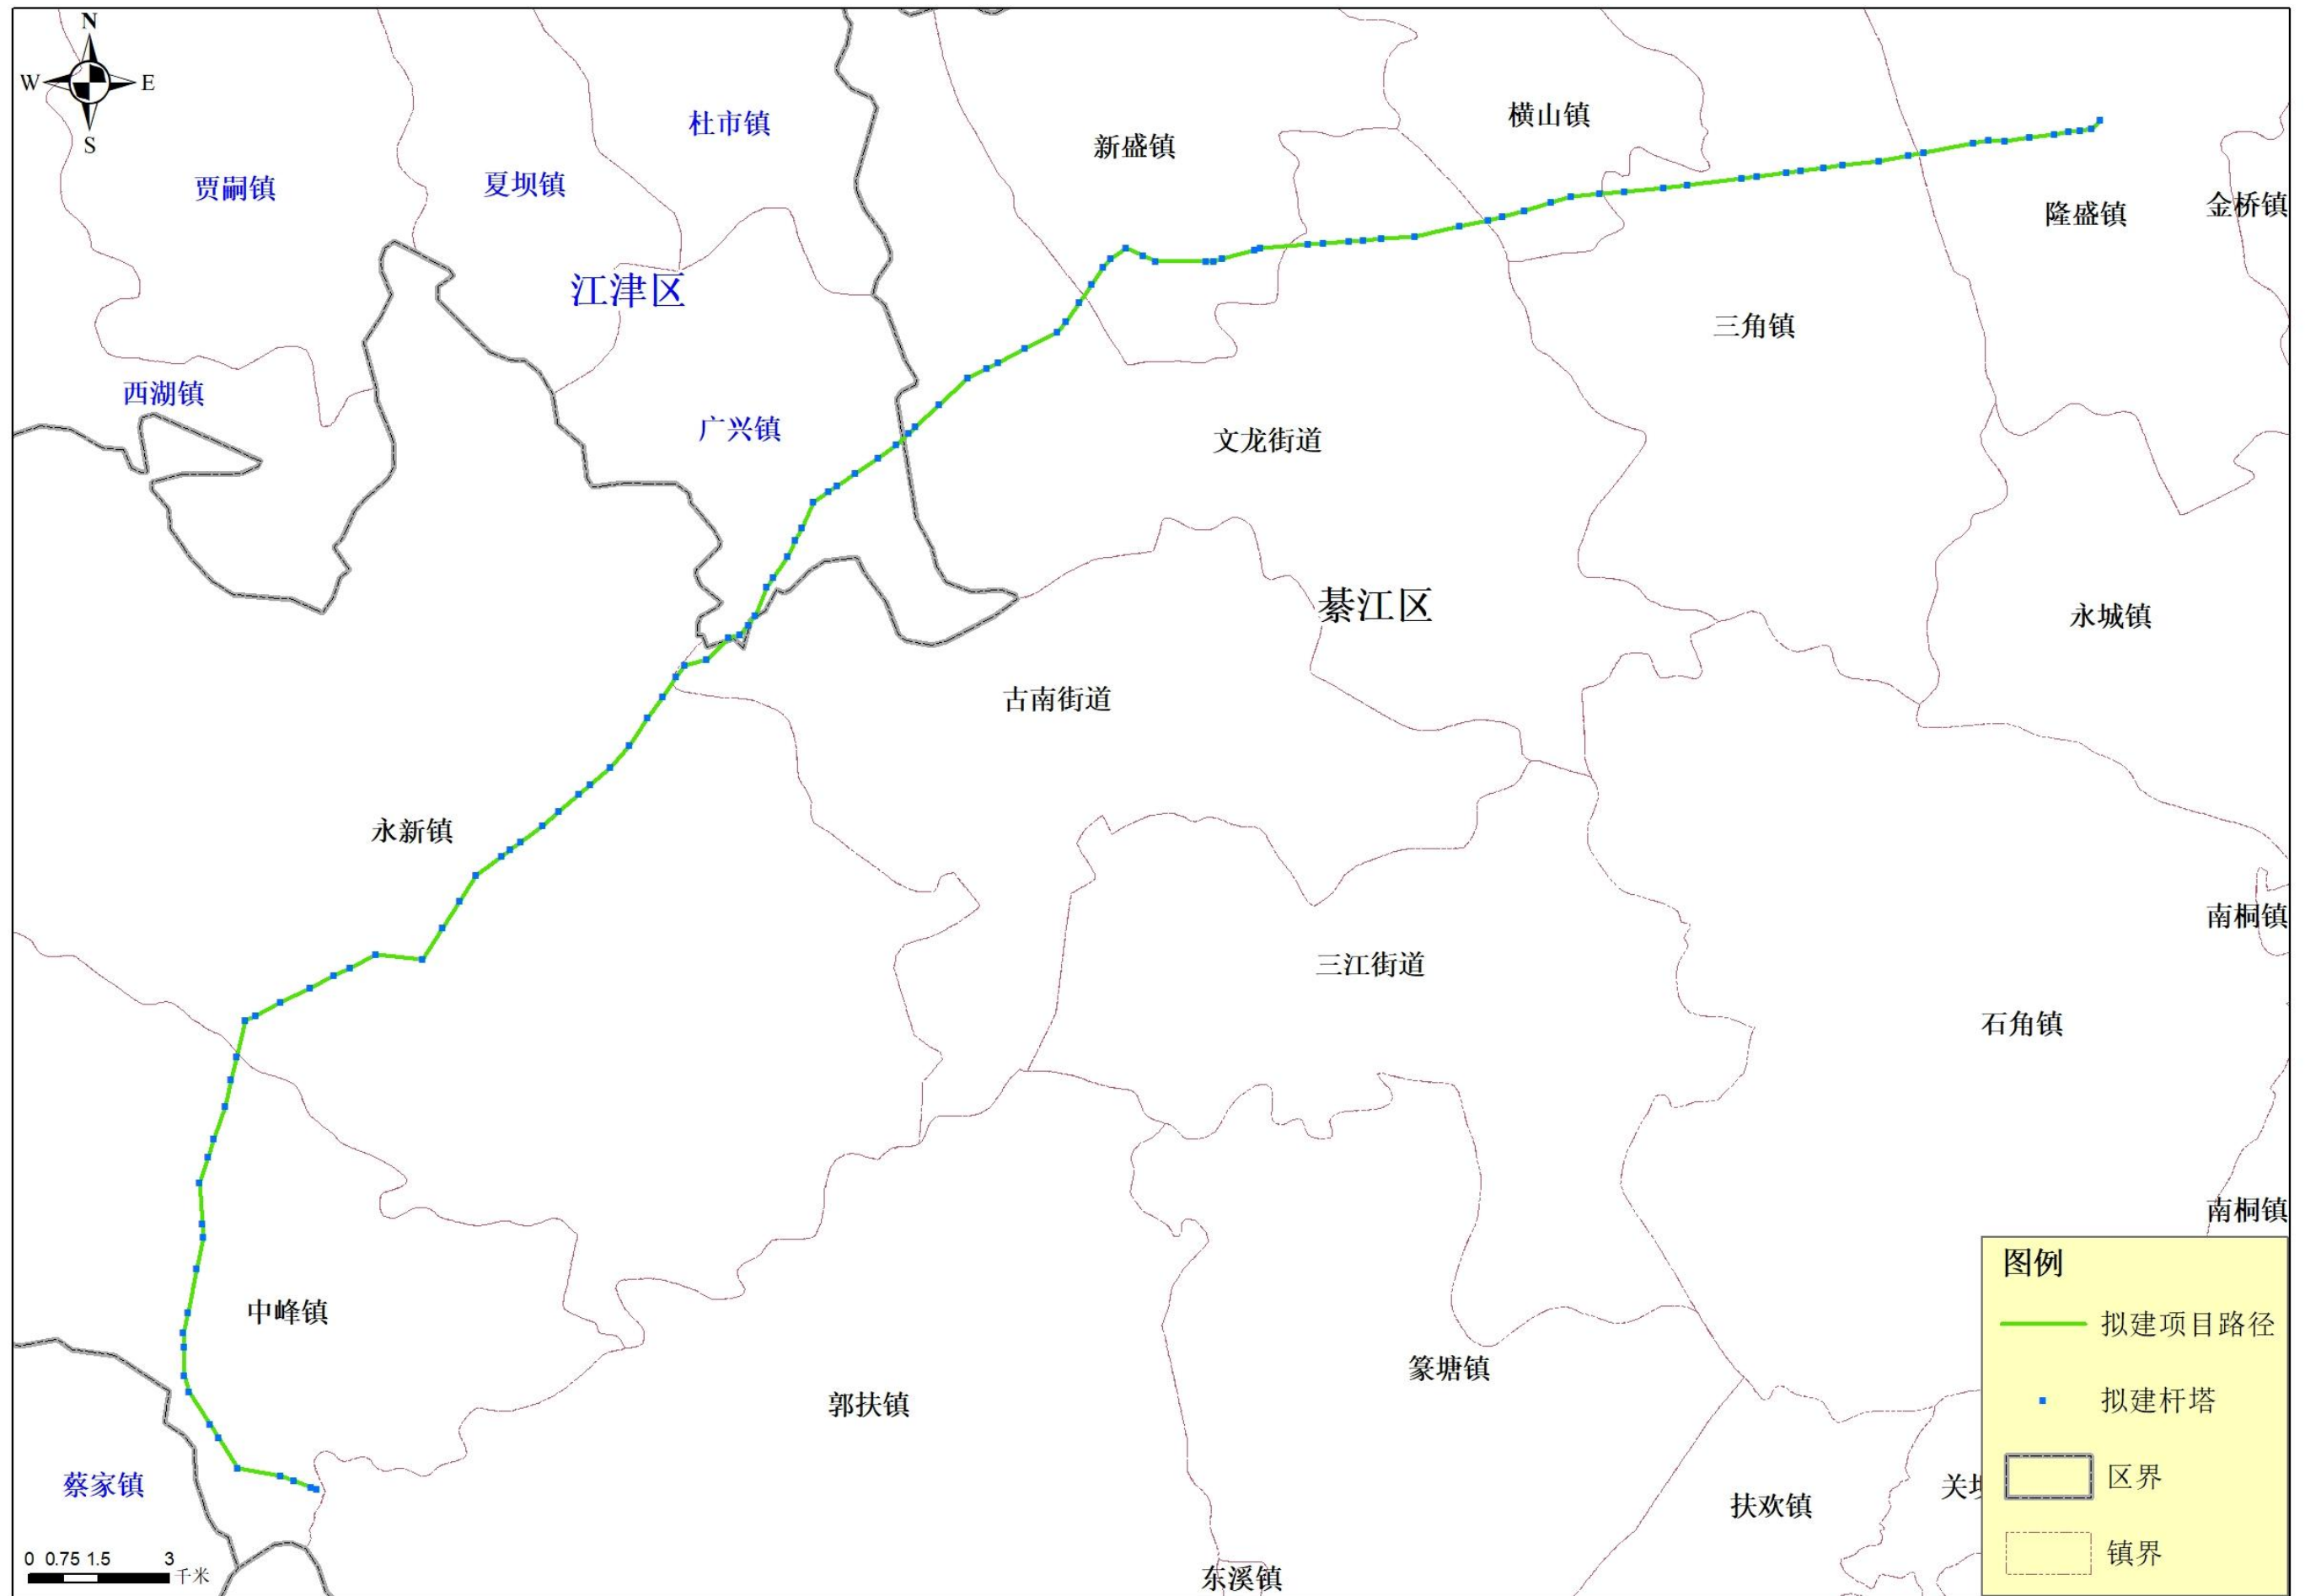 N
W E
S
杜市镇
横山镇
新盛镇
贾嗣镇
夏坝镇
金桥镇
隆盛镇
江津区
三角镇
西湖镇
广兴镇
文龙街道
綦江区
永城镇
古南街道
永新镇
南桐镇
三江街道
石角镇
南桐镇
中峰镇
篆塘镇
郭扶镇
蔡家镇
扶欢镇
关
东溪镇
0 0.75 1.5 3
千米
图例
拟建项目路径
拟建杆塔
区界
镇界